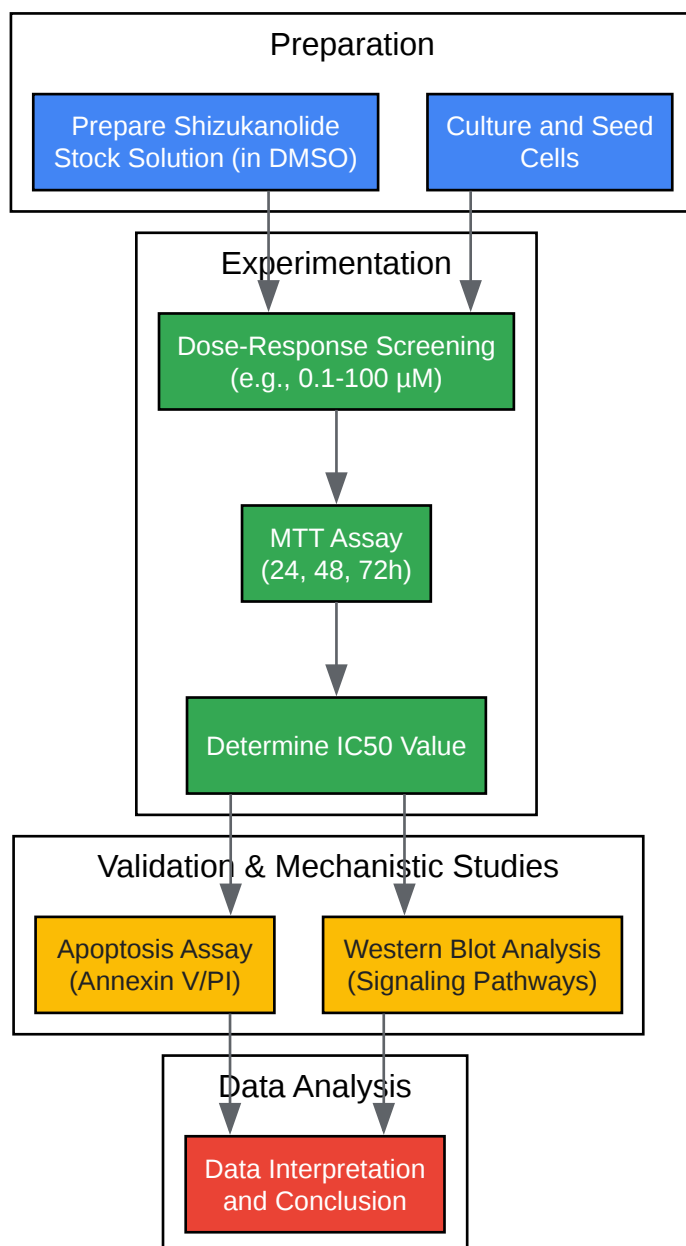 Preparation
Prepare Shizukanolide
Stock Solution (in DMSO)
Culture and Seed
Cells
Experimentation
Dose-Response Screening
(e.g., 0.1-100 µM)
MTT Assay
(24, 48, 72h)
Determine IC50 Value
Validation & Mechanistic Studies
Apoptosis Assay
(Annexin V/PI)
Western Blot Analysis
(Signaling Pathways)
Data Analysis
Data Interpretation
and Conclusion